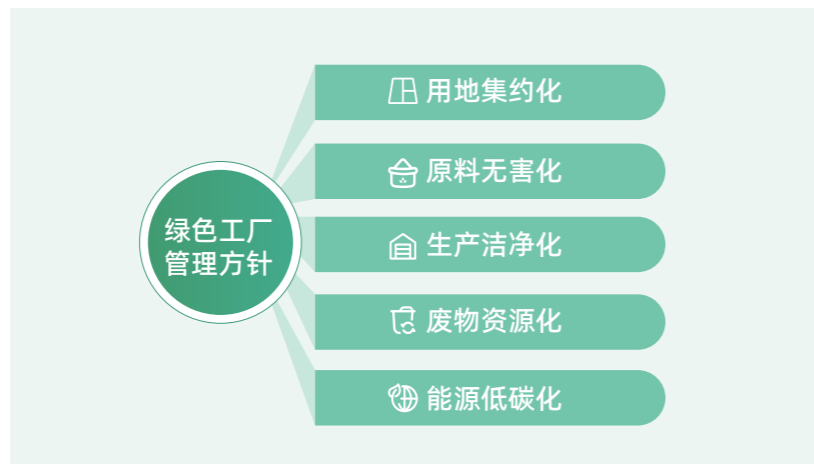 绿色工厂
管理方针
用地集约化
原料无害化
生产洁净化
废物资源化
能源低碳化